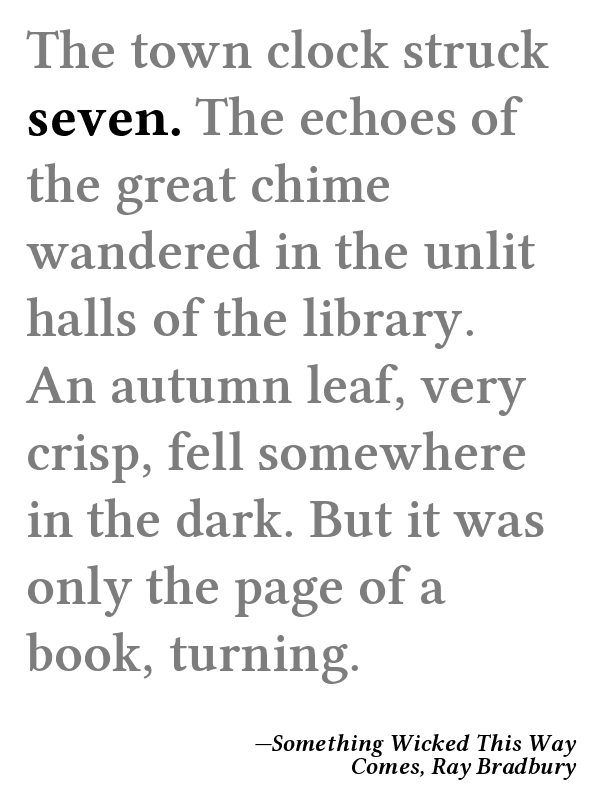 The town clock struck
seven. The echoes of
the great chime
wandered in the unlit
halls of the library.
An autumn leaf, very
crisp, fell somewhere
in the dark. But it was
only the page of a
book, turning.
—Something Wicked This Way
Comes, Ray Bradbury